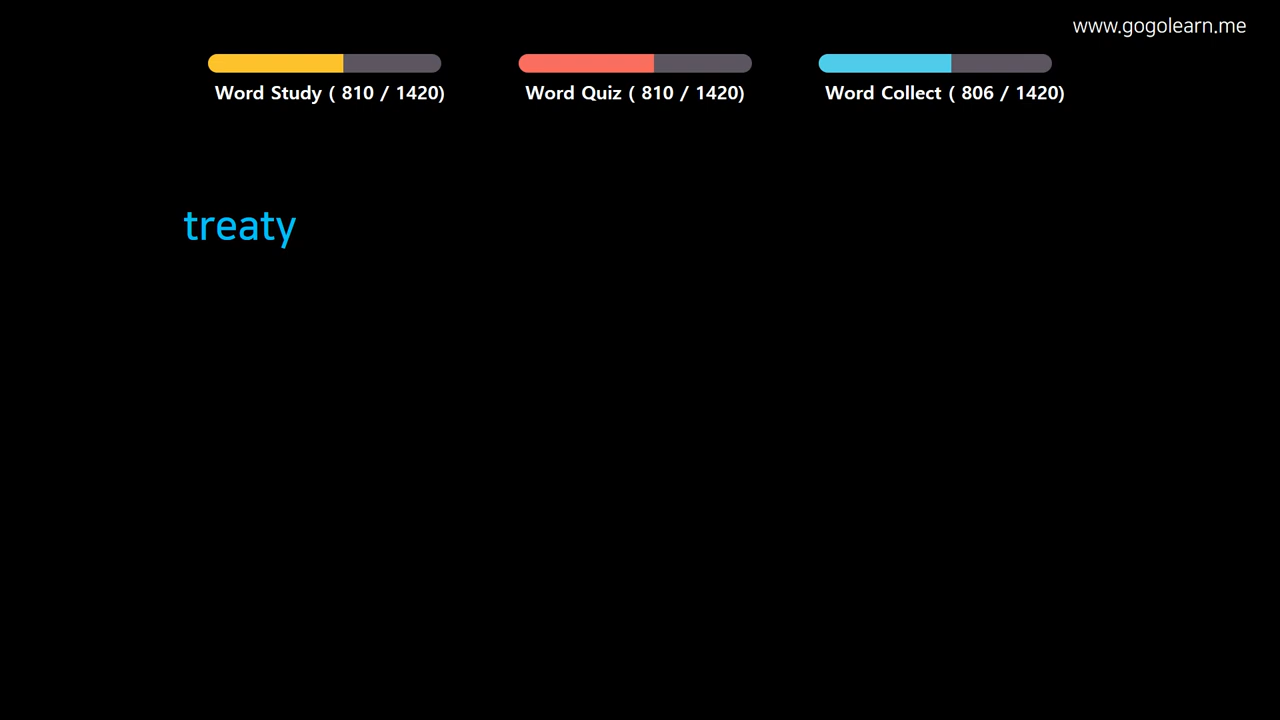 www.gogolearn.me
Word Study ( 810 / 1420)
Word Quiz ( 810 / 1420)
Word Collect ( 806 / 1420)
treaty